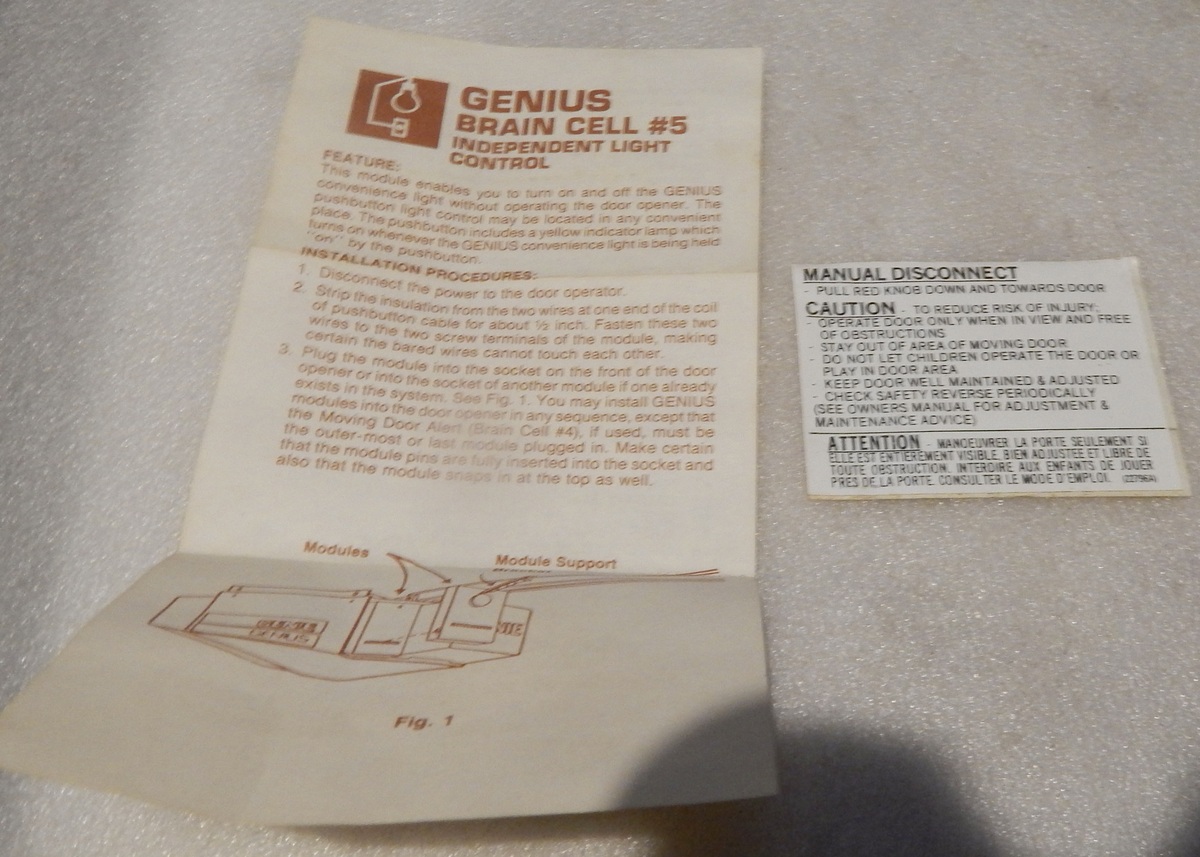 GENIUS
BRAIN CELL #5
INDEPENDENT LIGHT
CONTROL
FEATURE:
This module enables you to turn on and off the GENIUS
convenience light without operating the door opener. The
pushbutton light control may be located in any convenient
place. The pushbutton includes a yellow indicator lamp which
turns on whenever the GENIUS convenience light is being held
"on" by the pushbutton.
INSTALLATION PROCEDURES:
1. Disconnect the power to the door operator.
2. Strip the insulation from the two wires at one end of the coil
of pushbutton cable for about ½ inch. Fasten these two
wires to the two screw terminals of the module, making
certain the bared wires cannot touch each other.
3. Plug the module into the socket on the front of the door
opener or into the socket of another module if one already
exists in the system. See Fig. 1. You may install GENIUS
modules into the door opener in any sequence, except that
the Moving Door Alert (Brain Cell #4), if used, must be
the outer-most or last module plugged in. Make certain
that the module pins are fully inserted into the socket and
also that the module snaps in at the top as well.
Modules
Module Support
GENIUS
Fig. 1
MANUAL DISCONNECT
- PULL RED KNOB DOWN AND TOWARDS DOOR
CAUTION - TO REDUCE RISK OF INJURY;
- OPERATE DOOR ONLY WHEN IN VIEW AND FREE
OF OBSTRUCTIONS
- STAY OUT OF AREA OF MOVING DOOR
- DO NOT LET CHILDREN OPERATE THE DOOR OR
PLAY IN DOOR AREA
- KEEP DOOR WELL MAINTAINED & ADJUSTED
- CHECK SAFETY REVERSE PERIODICALLY
(SEE OWNERS MANUAL FOR ADJUSTMENT &
MAINTENANCE ADVICE)
ATTENTION - MANOEUVRER LA PORTE SEULEMENT SI
ELLE EST ENTIEREMENT VISIBLE, BIEN AJUSTEE ET LIBRE DE
TOUTE OBSTRUCTION. INTERDIRE AUX ENFANTS DE JOUER
PRES DE LA PORTE. CONSULTER LE MODE D'EMPLOI. (22796A)